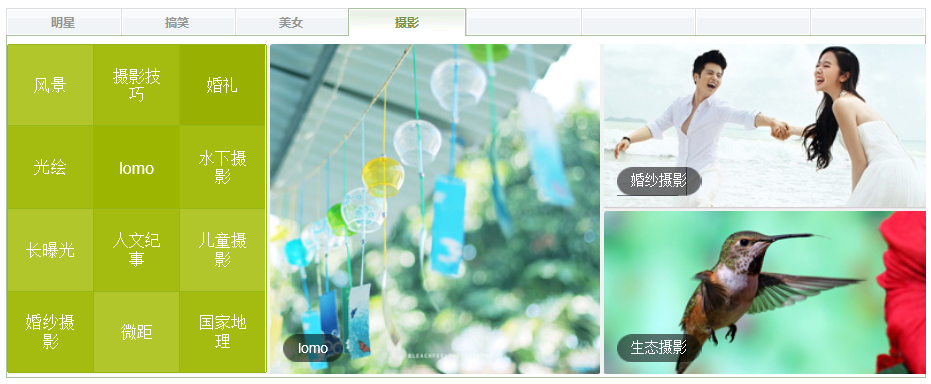 明星
搞笑
美女
摄影
风景
摄影技
巧
婚礼
光绘
lomo
水下摄
影
长曝光
人文纪
事
儿童摄
影
婚纱摄
影
微距
国家地
理
lomo
婚纱摄影
生态摄影